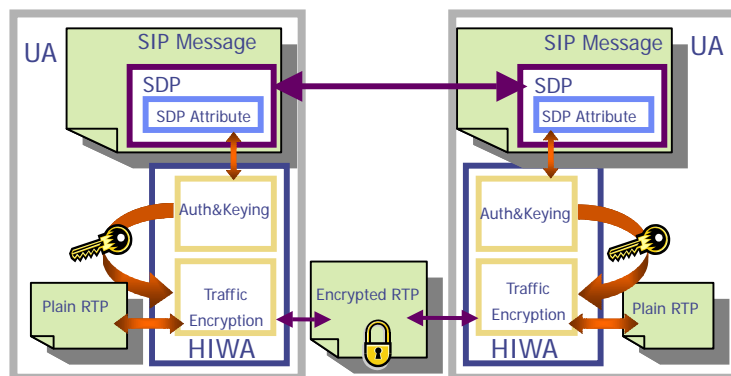 UA
SIP Message
SDP
SDP Attribute
Auth&Keying
Plain RTP
Traffic
Encryption
HIWA
Encrypted RTP
SIP Message
UA
SDP
SDP Attribute
Auth&Keying
Traffic
Encryption
Plain RTP
HIWA